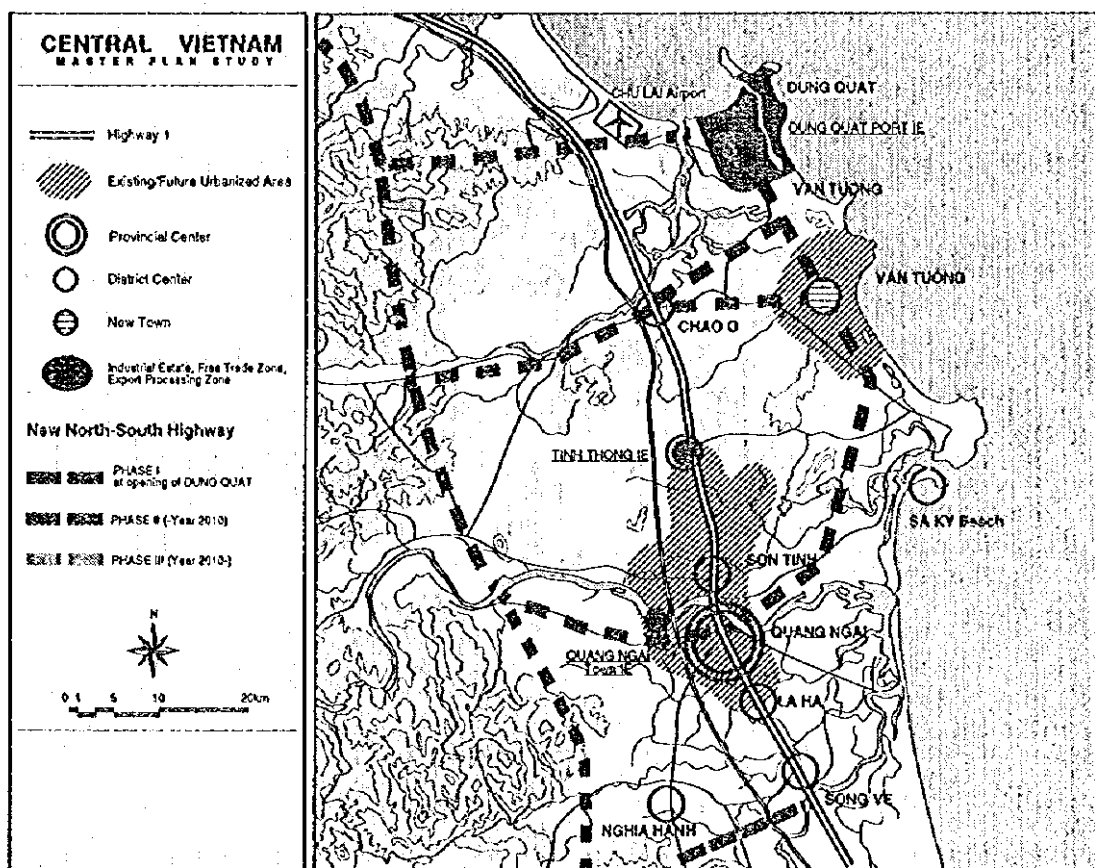 CENTRAL VIETNAM
MASTER PLAN STUDY
Highway 1
Existing/Future Urbanized Area
Provincial Center
District Center
New Town
Industrial Estate, Free Trade Zone,
Export Processing Zone
New North-South Highway
PHASE I
at opening of DUNG QUAT
PHASE II (-Year 2010)
PHASE III (Year 2010-)
N
0 1 5 10 20km
CHU LAI Airport
DUNG QUAT
DUNG QUAT PORT IE
VAN TUONG
VAN TUONG
CHAO O
TINH THONG IE
SA KY Beach
SON TINH
QUANG NGAI
QUANG NGAI
Town IE
LA HA
SONG VE
NGHIA HANH